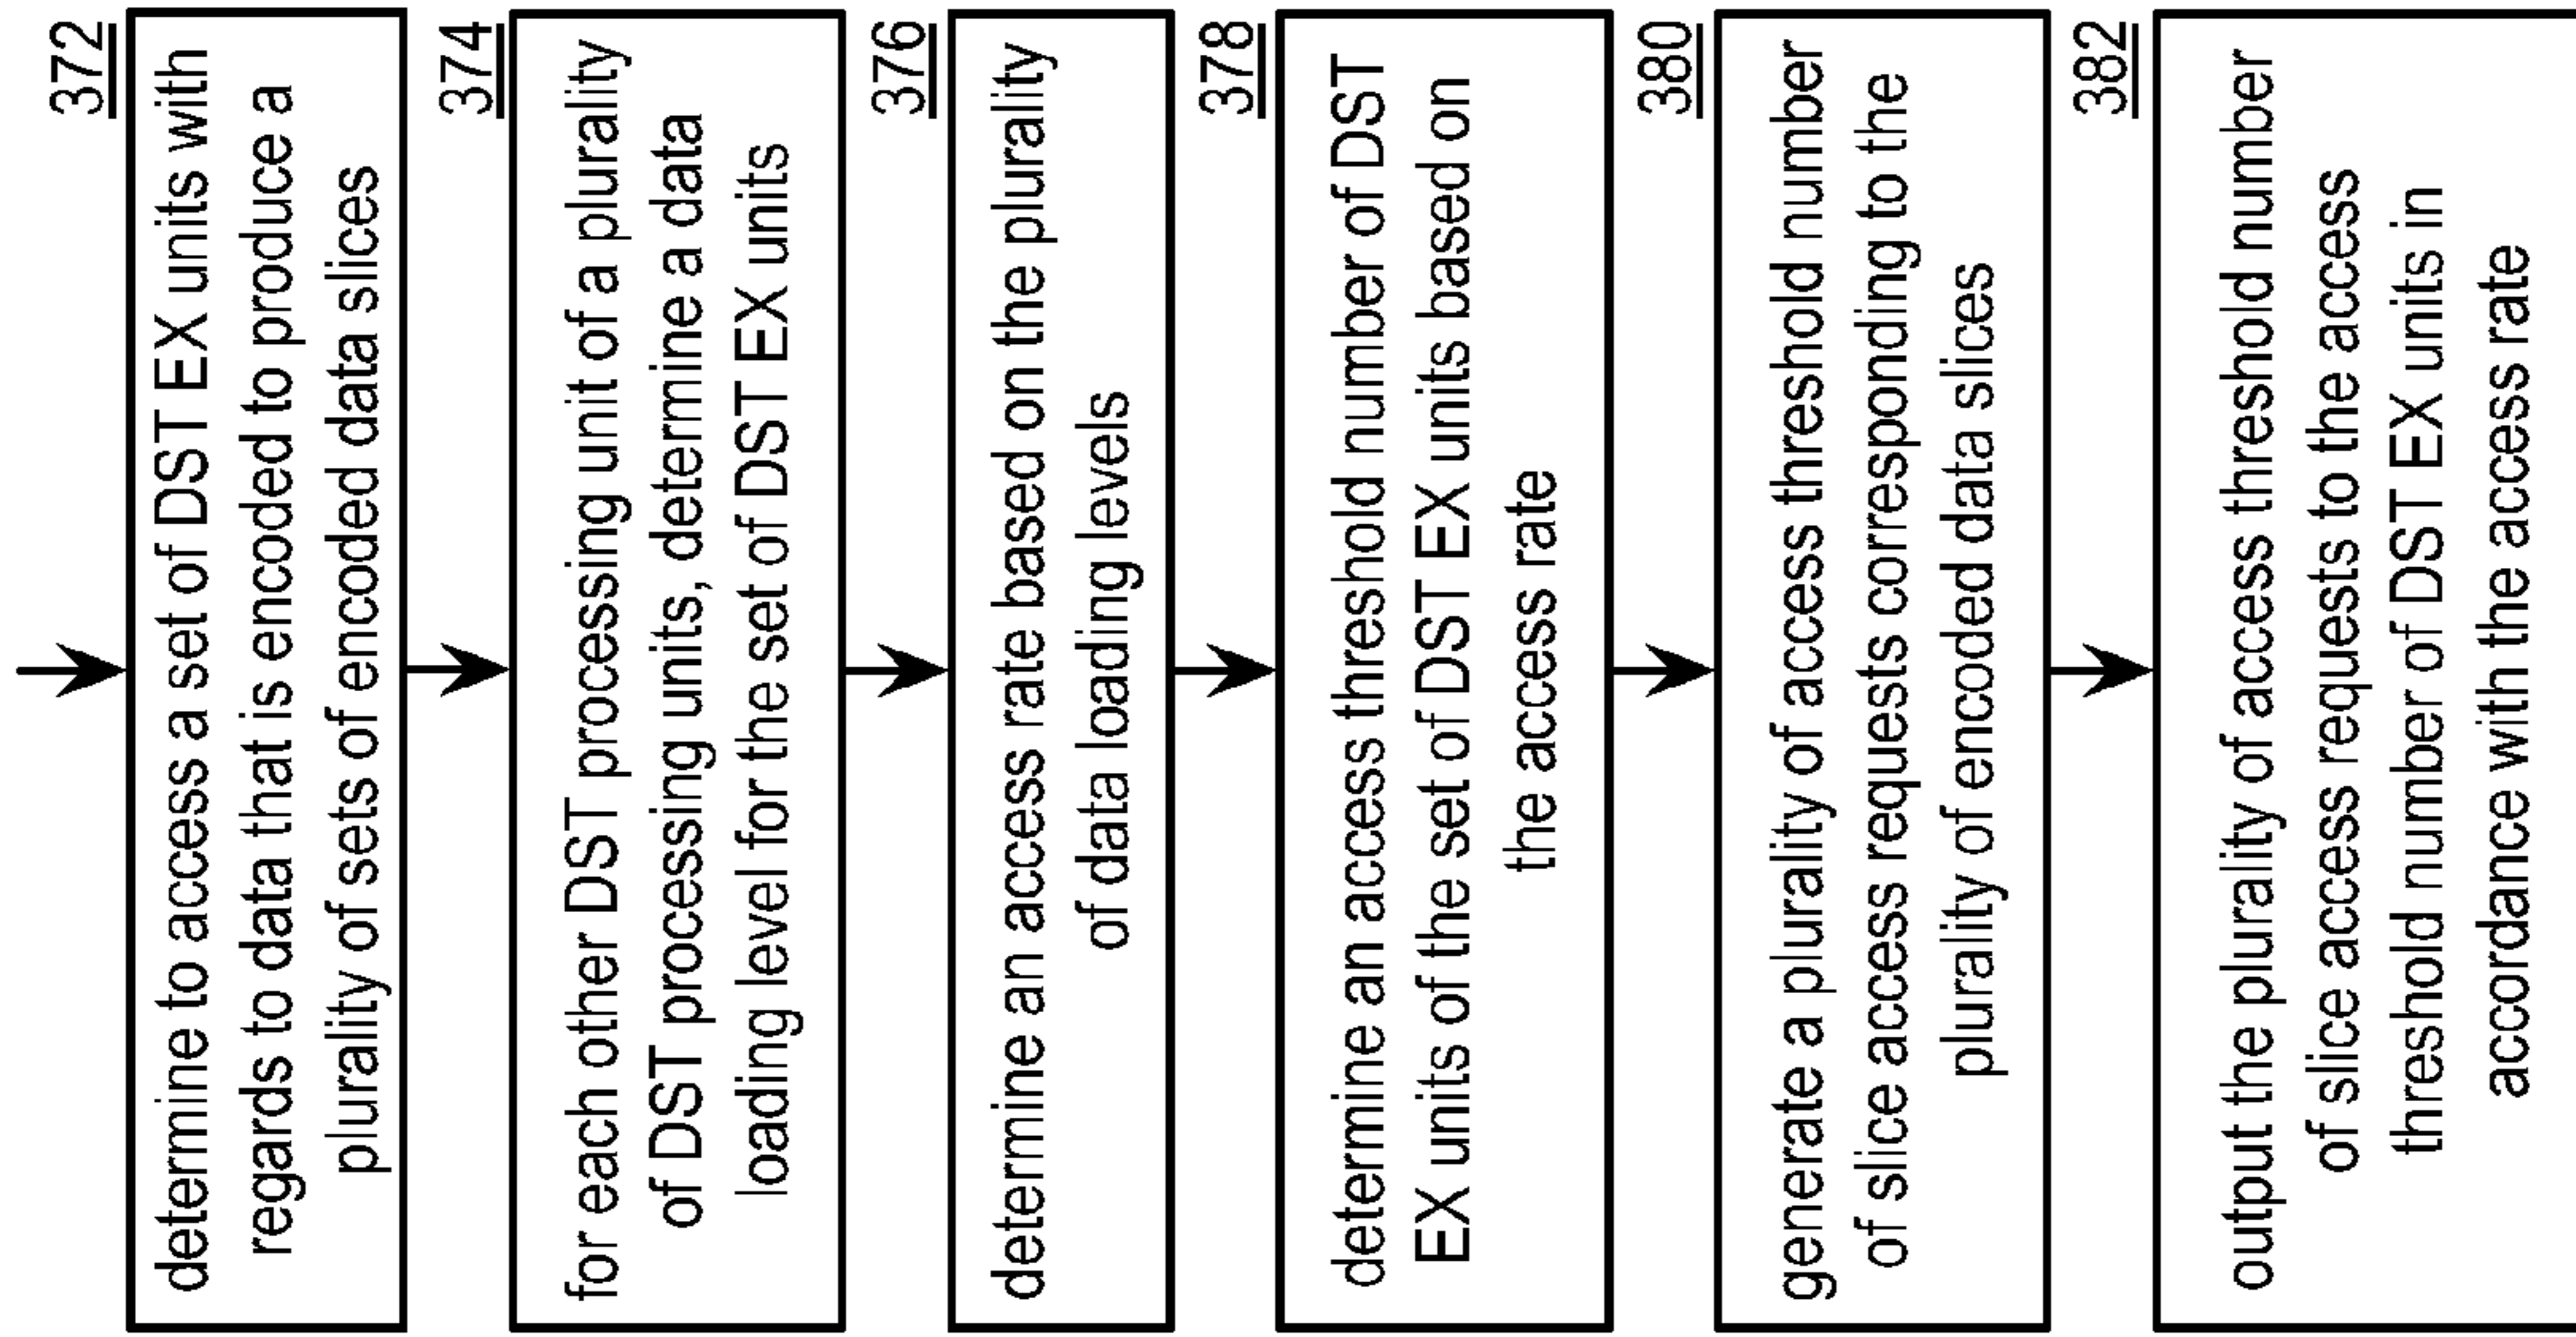 372
determine to access a set of DST EX units with
regards to data that is encoded to produce a
plurality of sets of encoded data slices
374
for each other DST processing unit of a plurality
of DST processing units, determine a data
loading level for the set of DST EX units
376
determine an access rate based on the plurality
of data loading levels
378
determine an access threshold number of DST
EX units of the set of DST EX units based on
the access rate
380
generate a plurality of access threshold number
of slice access requests corresponding to the
plurality of encoded data slices
382
output the plurality of access threshold number
of slice access requests to the access
threshold number of DST EX units in
accordance with the access rate